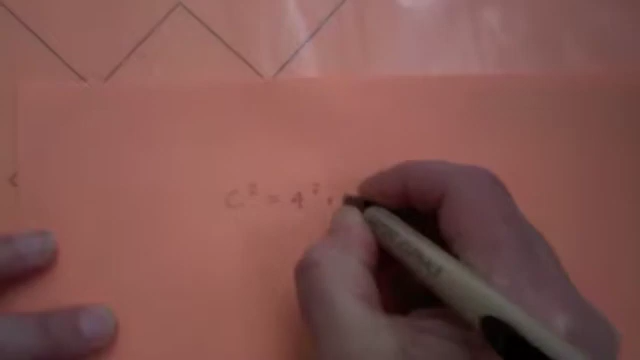 c² = 4²